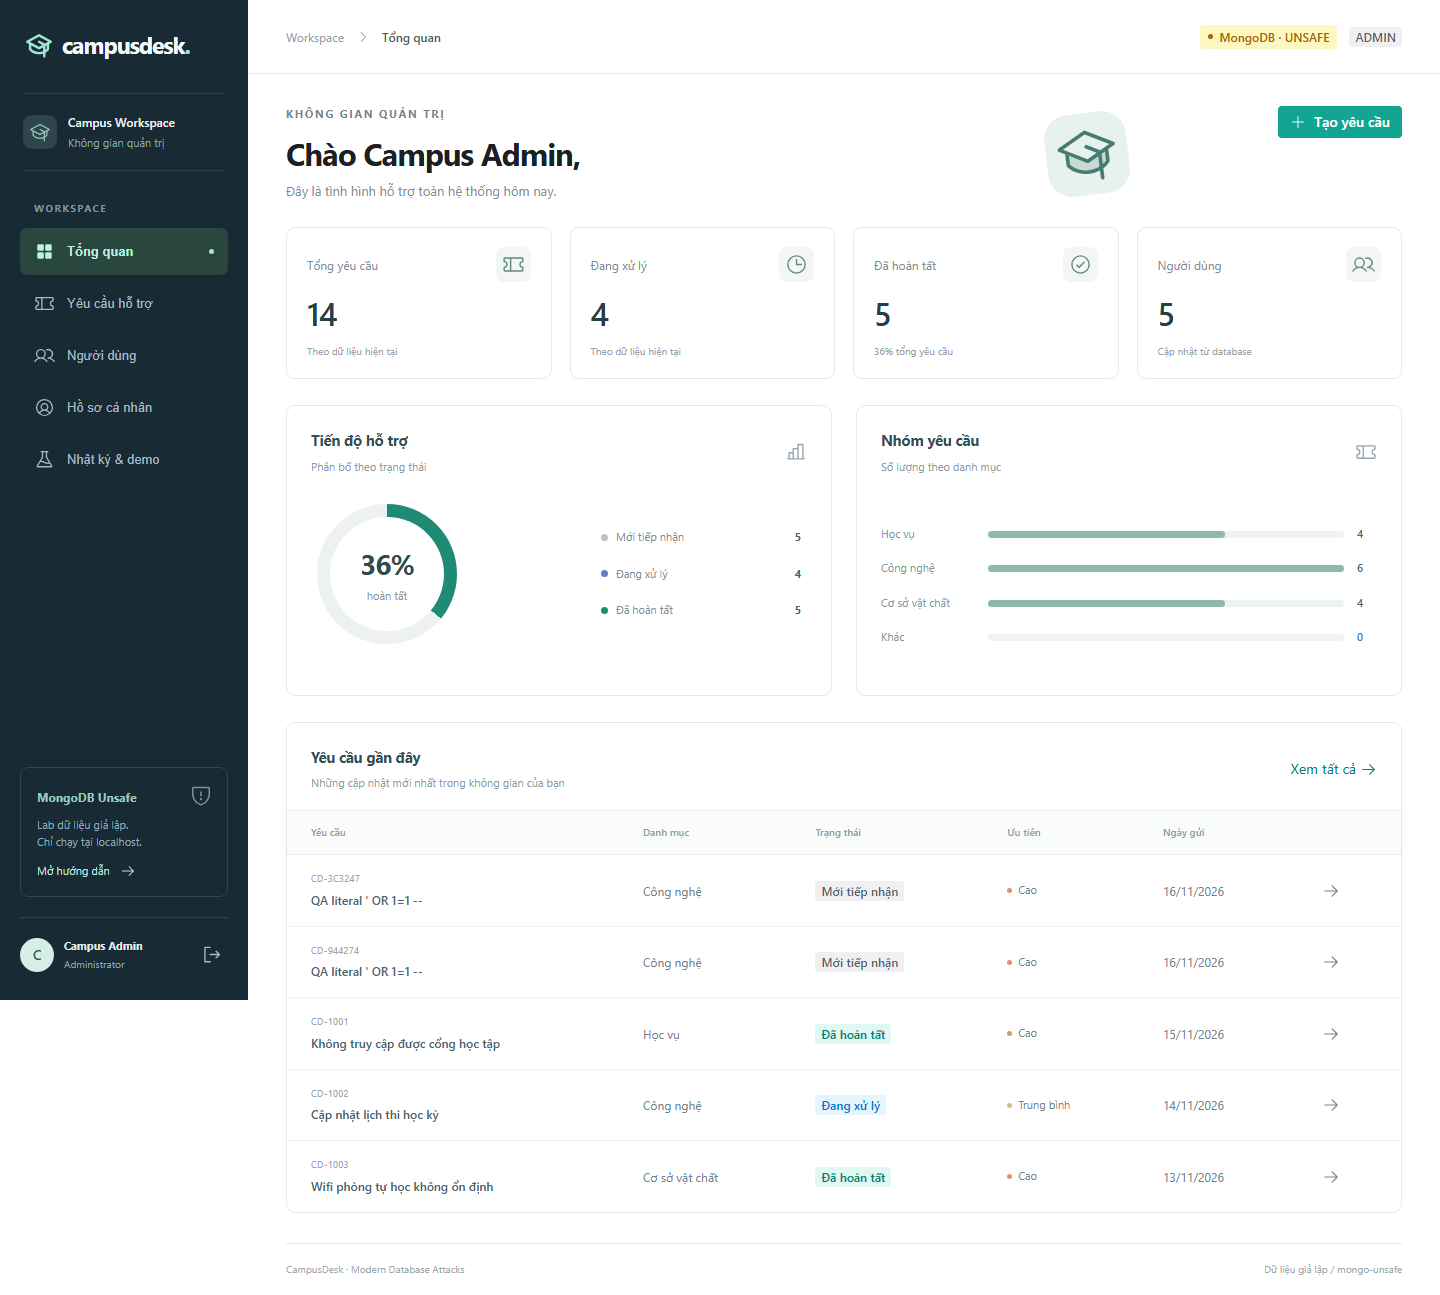 campusdesk.
Campus Workspace
Không gian quản trị
WORKSPACE
Tổng quan
Yêu cầu hỗ trợ
Người dùng
Hồ sơ cá nhân
Nhật ký & demo
MongoDB Unsafe
Lab dữ liệu giả lập.
Chỉ chạy tại localhost.
Mở hướng dẫn
C
Campus Admin
Administrator
Workspace
Tổng quan
MongoDB · UNSAFE
ADMIN
KHÔNG GIAN QUẢN TRỊ
Chào Campus Admin,
Đây là tình hình hỗ trợ toàn hệ thống hôm nay.
Tạo yêu cầu
Tổng yêu cầu
14
Theo dữ liệu hiện tại
Đang xử lý
4
Theo dữ liệu hiện tại
Đã hoàn tất
5
36% tổng yêu cầu
Người dùng
5
Cập nhật từ database
Tiến độ hỗ trợ
Phân bố theo trạng thái
36%
hoàn tất
Mới tiếp nhận 5
Đang xử lý 4
Đã hoàn tất 5
Nhóm yêu cầu
Số lượng theo danh mục
Học vụ 4
Công nghệ 6
Cơ sở vật chất 4
Khác 0
Yêu cầu gần đây
Những cập nhật mới nhất trong không gian của bạn
Xem tất cả
Yêu cầu Danh mục Trạng thái Ưu tiên Ngày gửi
CD-3C3247
QA literal ' OR 1=1 -- Công nghệ Mới tiếp nhận Cao 16/11/2026
CD-944274
QA literal ' OR 1=1 -- Công nghệ Mới tiếp nhận Cao 16/11/2026
CD-1001
Không truy cập được cổng học tập Học vụ Đã hoàn tất Cao 15/11/2026
CD-1002
Cập nhật lịch thi học kỳ Công nghệ Đang xử lý Trung bình 14/11/2026
CD-1003
Wifi phòng tự học không ổn định Cơ sở vật chất Đã hoàn tất Cao 13/11/2026
CampusDesk · Modern Database Attacks
Dữ liệu giả lập / mongo-unsafe